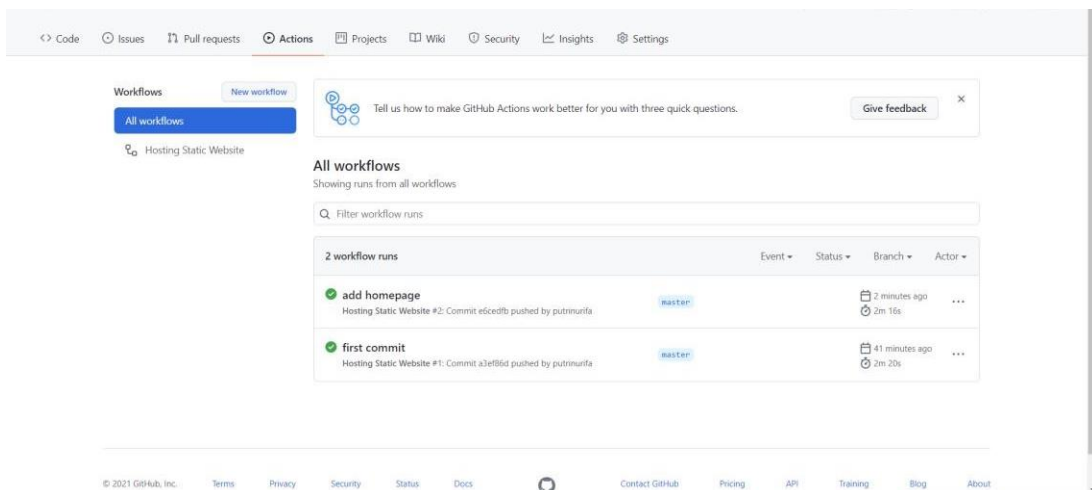 Code Issues Pull requests Actions Projects Wiki Security Insights Settings
Workflows New workflow
All workflows
Hosting Static Website
Tell us how to make GitHub Actions work better for you with three quick questions. Give feedback
All workflows
Showing runs from all workflows
Filter workflow runs
2 workflow runs Event Status Branch Actor
add homepage master 2 minutes ago
Hosting Static Website #2: Commit e6cedfb pushed by putrinurifa 2m 16s
first commit master 41 minutes ago
Hosting Static Website #1: Commit a3ef86d pushed by putrinurifa 2m 20s
© 2021 GitHub, Inc. Terms Privacy Security Status Docs Contact GitHub Pricing API Training Blog About